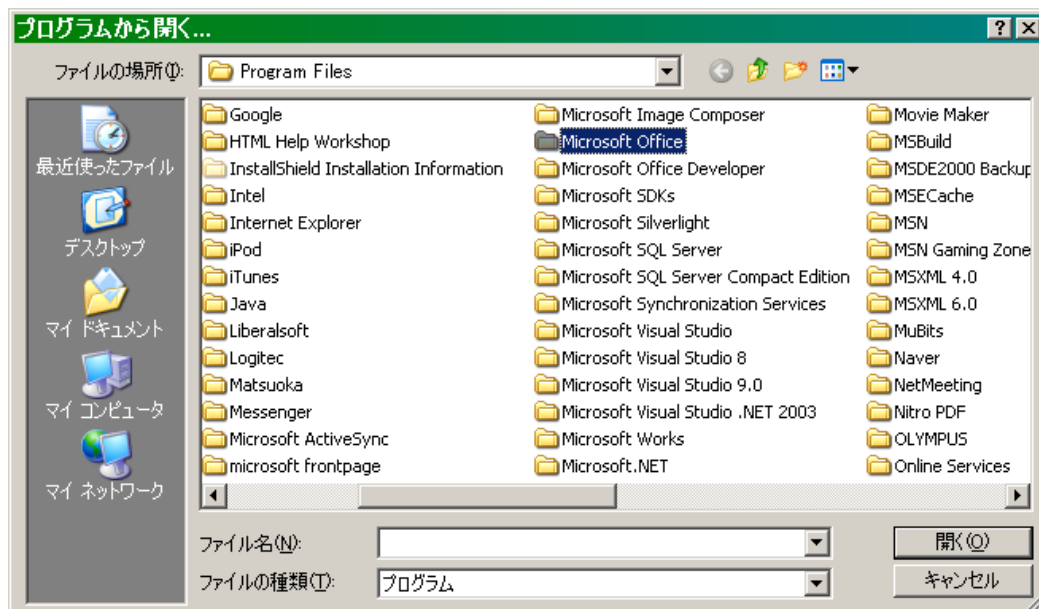 プログラムから開く...
ファイルの場所(I):
Program Files
最近使ったファイル
デスクトップ
マイ ドキュメント
マイ コンピュータ
マイ ネットワーク
Google
HTML Help Workshop
InstallShield Installation Information
Intel
Internet Explorer
iPod
iTunes
Java
Liberalsoft
Logitec
Matsuoka
Messenger
Microsoft ActiveSync
microsoft frontpage
Microsoft Image Composer
Microsoft Office
Microsoft Office Developer
Microsoft SDKs
Microsoft Silverlight
Microsoft SQL Server
Microsoft SQL Server Compact Edition
Microsoft Synchronization Services
Microsoft Visual Studio
Microsoft Visual Studio 8
Microsoft Visual Studio 9.0
Microsoft Visual Studio .NET 2003
Microsoft Works
Microsoft.NET
Movie Maker
MSBuild
MSDE2000 Backup
MSECache
MSN
MSN Gaming Zone
MSXML 4.0
MSXML 6.0
MuBits
Naver
NetMeeting
Nitro PDF
OLYMPUS
Online Services
ファイル名(N):
開く(O)
ファイルの種類(T):
プログラム
キャンセル